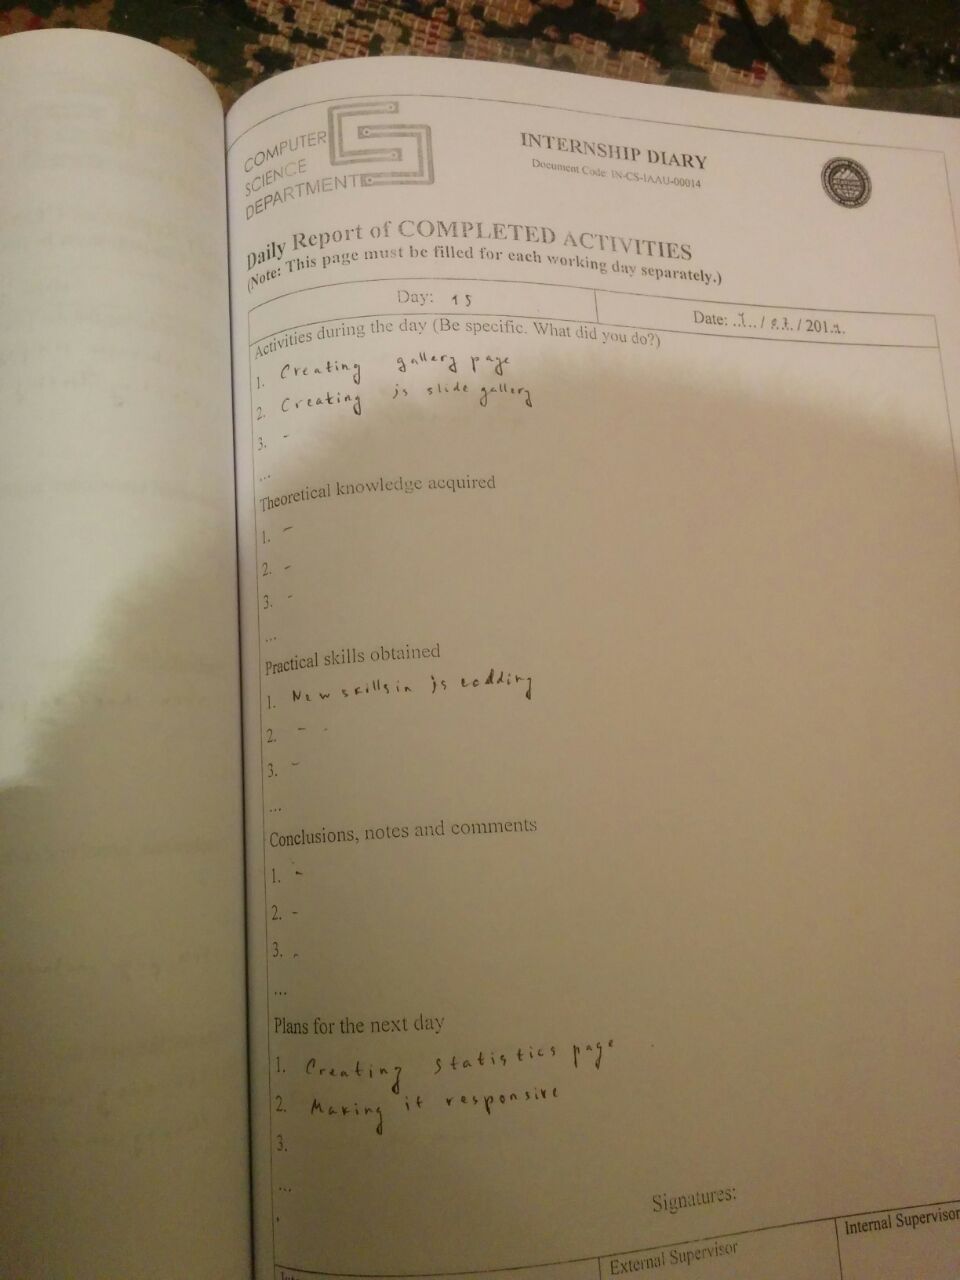 COMPUTER
SCIENCE
DEPARTMENT
INTERNSHIP DIARY
Document Code IN-CS-IAAU-00014
Daily Report of COMPLETED ACTIVITIES
(Note: This page must be filled for each working day separately.)
Day: 15
Date:
Activities during the day (Be specific. What did you do?)
1. Creating gallery page
2. Creating js slide gallery
3. -
...
Theoretical knowledge acquired
1. -
2. -
3. -
...
Practical skills obtained
1. New skills in js codding
2. -
3. -
...
Conclusions, notes and comments
1. -
2. -
3. -
...
Plans for the next day
1. Creating statistics page
2. Making it responsive
3.
...
Signatures:
External Supervisor
Internal Supervisor